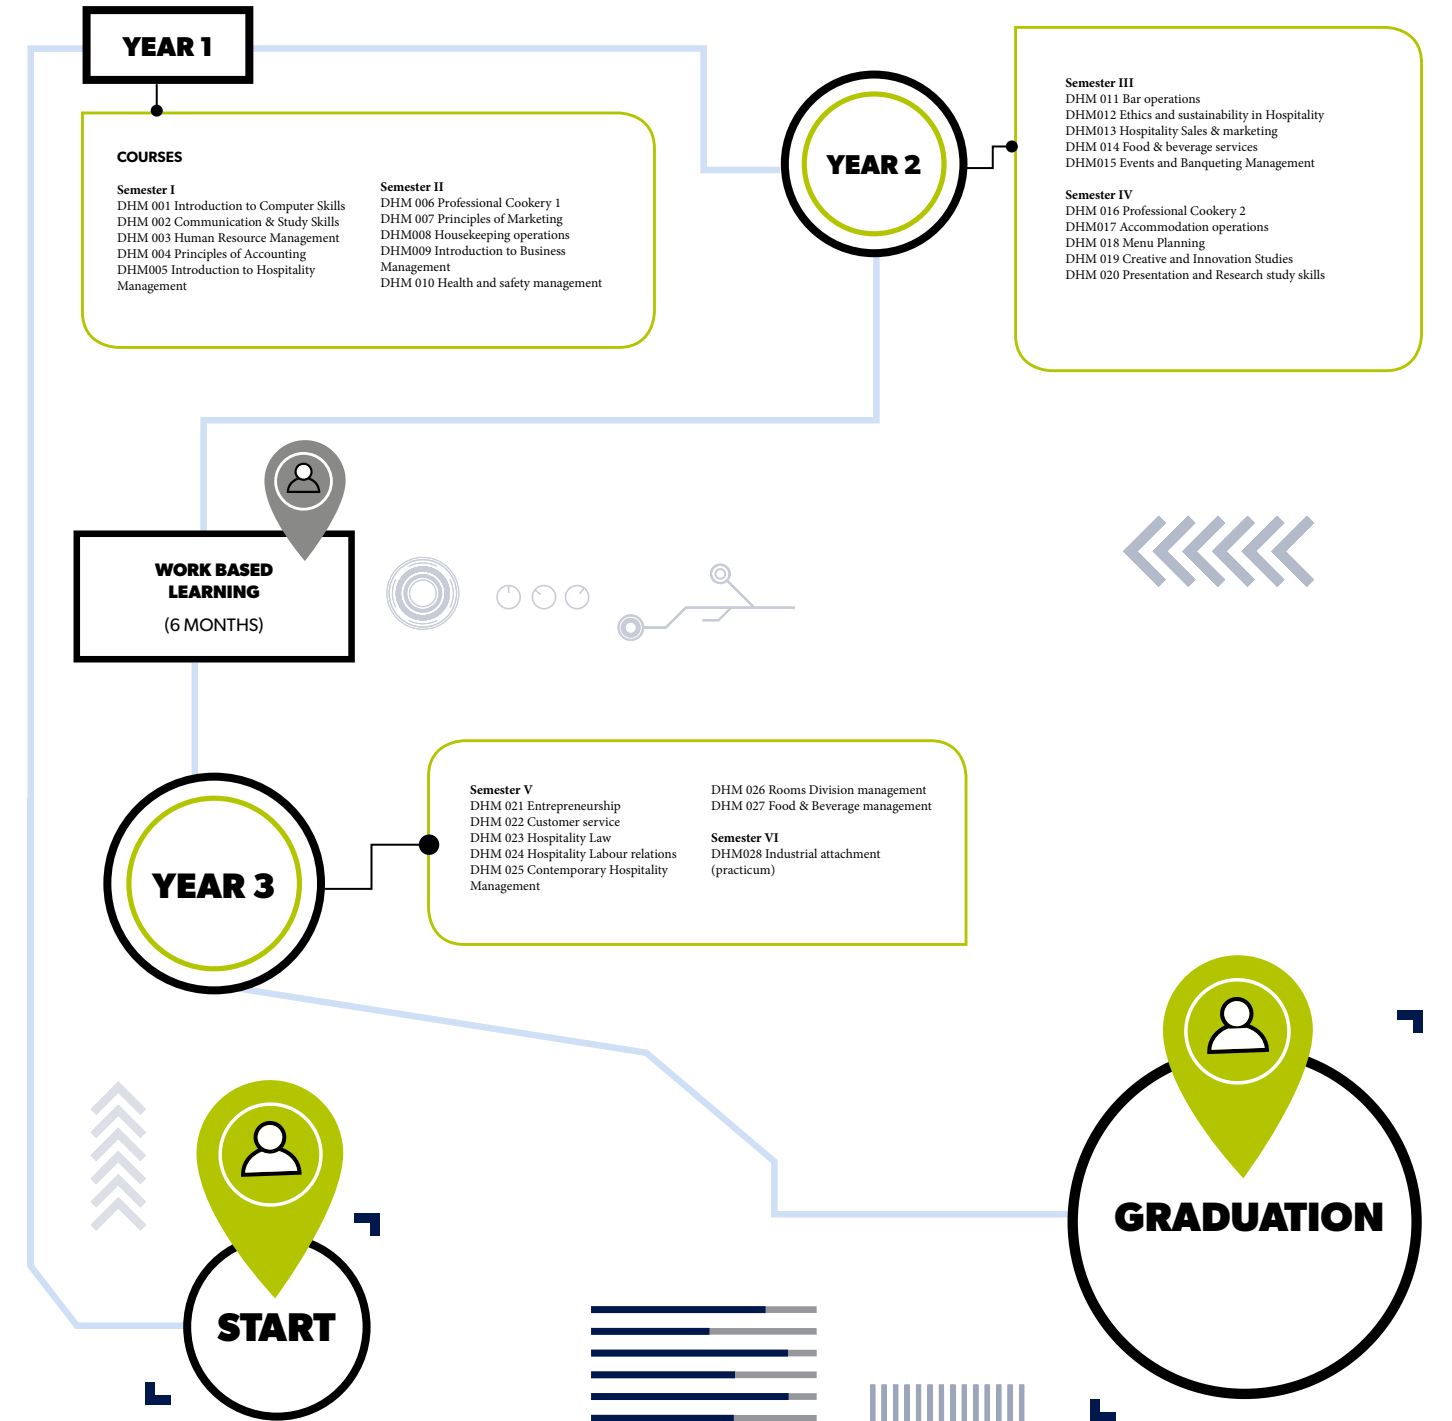 YEAR 1
COURSES
Semester I
DHM 001 Introduction to Computer Skills
DHM 002 Communication & Study Skills
DHM 003 Human Resource Management
DHM 004 Principles of Accounting
DHM005 Introduction to Hospitality
Management
Semester II
DHM 006 Professional Cookery 1
DHM 007 Principles of Marketing
DHM008 Housekeeping operations
DHM009 Introduction to Business
Management
DHM 010 Health and safety management
YEAR 2
Semester III
DHM 011 Bar operations
DHM012 Ethics and sustainability in Hospitality
DHM013 Hospitality Sales & marketing
DHM 014 Food & beverage services
DHM015 Events and Banqueting Management
Semester IV
DHM 016 Professional Cookery 2
DHM017 Accommodation operations
DHM 018 Menu Planning
DHM 019 Creative and Innovation Studies
DHM 020 Presentation and Research study skills
WORK BASED
LEARNING
(6 MONTHS)
YEAR 3
Semester V
DHM 021 Entrepreneurship
DHM 022 Customer service
DHM 023 Hospitality Law
DHM 024 Hospitality Labour relations
DHM 025 Contemporary Hospitality
Management
DHM 026 Rooms Division management
DHM 027 Food & Beverage management
Semester VI
DHM028 Industrial attachment
(practicum)
GRADUATION
START